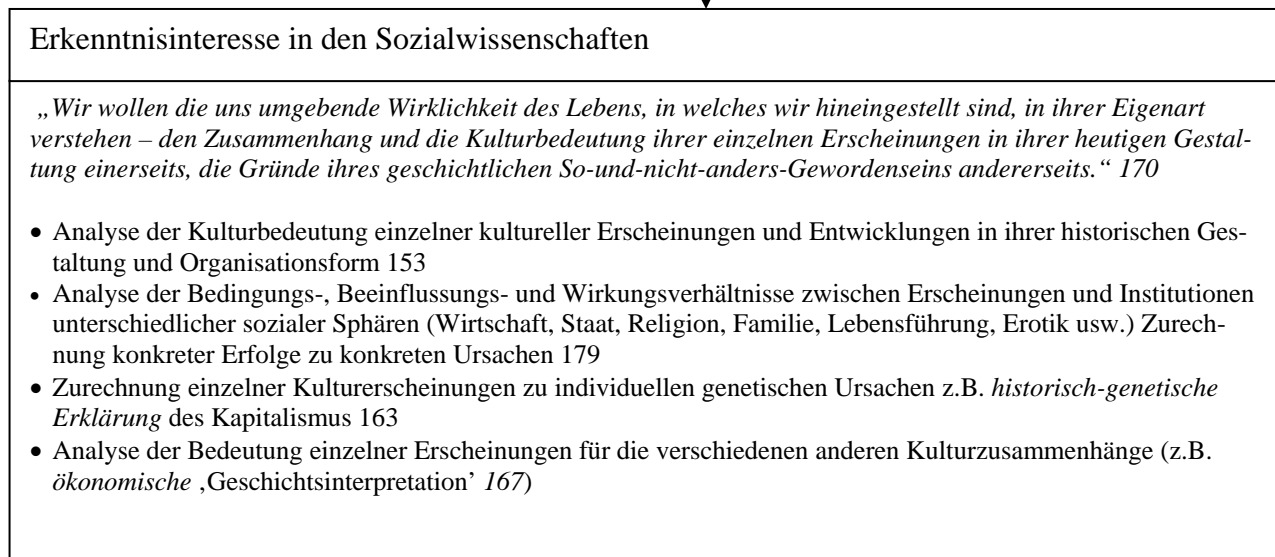 Erkenntnisinteresse in den Sozialwissenschaften
„Wir wollen die uns umgebende Wirklichkeit des Lebens, in welches wir hineingestellt sind, in ihrer Eigenart
verstehen – den Zusammenhang und die Kulturbedeutung ihrer einzelnen Erscheinungen in ihrer heutigen Gestal-
tung einerseits, die Gründe ihres geschichtlichen So-und-nicht-anders-Gewordenseins andererseits.“ 170
• Analyse der Kulturbedeutung einzelner kultureller Erscheinungen und Entwicklungen in ihrer historischen Ges-
taltung und Organisationsform 153
• Analyse der Bedingungs-, Beeinflussungs- und Wirkungsverhältnisse zwischen Erscheinungen und Institutionen
unterschiedlicher sozialer Sphären (Wirtschaft, Staat, Religion, Familie, Lebensführung, Erotik usw.) Zurech-
nung konkreter Erfolge zu konkreten Ursachen 179
• Zurechnung einzelner Kulturerscheinungen zu individuellen genetischen Ursachen z.B. historisch-genetische
Erklärung des Kapitalismus 163
• Analyse der Bedeutung einzelner Erscheinungen für die verschiedenen anderen Kulturzusammenhänge (z.B.
ökonomische ‚Geschichtsinterpretation’ 167)